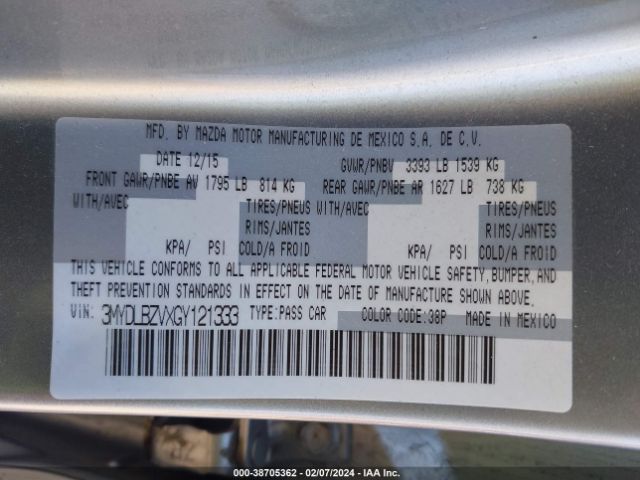 MFD. BY MAZDA MOTOR MANUFACTURING DE MEXICO S.A. DE C.V.
DATE 12/15 GVWR/PNBV 3393 LB 1539 KG
FRONT GAWR/PNBE AV 1795 LB 814 KG REAR GAWR/PNBE AR 1627 LB 738 KG
WITH/AVEC TIRES/PNEUS WITH/AVEC TIRES/PNEUS
RIMS/JANTES RIMS/JANTES
KPA/ PSI COLD/A FROID KPA/ PSI COLD/A FROID
THIS VEHICLE CONFORMS TO ALL APPLICABLE FEDERAL MOTOR VEHICLE SAFETY, BUMPER, AND
THEFT PREVENTION STANDARDS IN EFFECT ON THE DATE OF MANUFACTURE SHOWN ABOVE.
VIN: 3MYDLBZVXGY121333 TYPE:PASS CAR COLOR CODE:38P MADE IN MEXICO
000-38705362 - 02/07/2024 - IAA Inc.